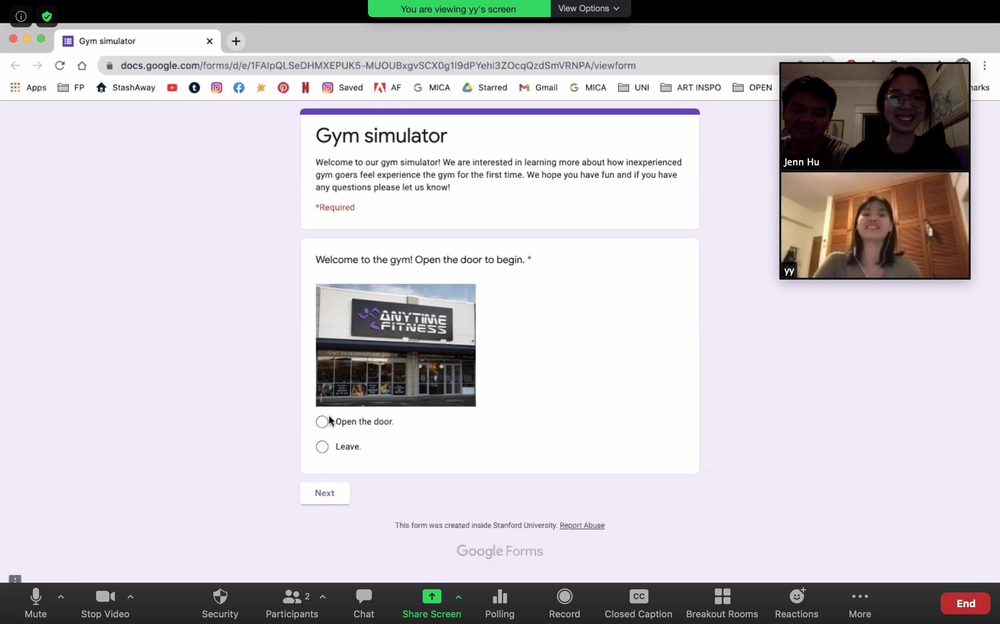 You are viewing yy's screen
View Options
Gym simulator
docs.google.com/forms/d/e/1FAIpQLSeDHMXEPUK5-MUOUBxgvSCX0g1I9dPYehl3ZOcqQzdSmVRNPA/viewform
Apps
FP
StashAway
Saved
AF
MICA
Starred
Gmail
MICA
UNI
ART INSPO
OPEN
Gym simulator
Welcome to our gym simulator! We are interested in learning more about how inexperienced
gym goers feel experience the gym for the first time. We hope you have fun and if you have
any questions please let us know!
*Required
Jenn Hu
yy
Welcome to the gym! Open the door to begin. *
ANYTIME
FITNESS
Open the door.
Leave.
Next
This form was created inside Stanford University. Report Abuse
Google Forms
Mute
Stop Video
Security
2
Participants
Chat
Share Screen
Polling
Record
CC
Closed Caption
Breakout Rooms
Reactions
More
End